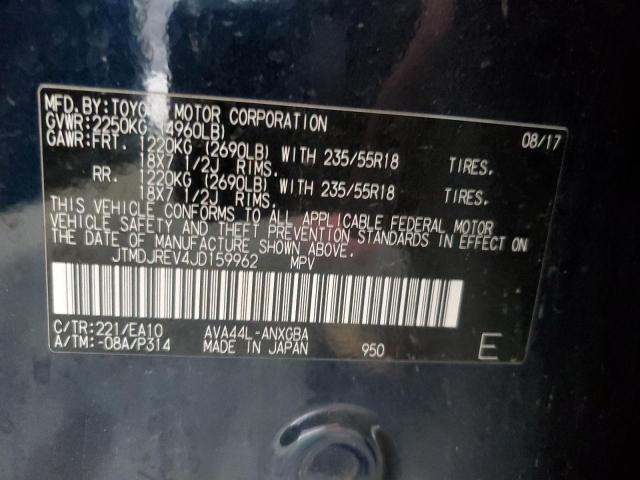 MFD.BY:TOYOTA MOTOR CORPORATION 08/17
GVWR:2250KG (4960LB)
GAWR:FRT. 1220KG (2690LB) WITH 235/55R18 TIRES.
18X7 1/2J RIMS.
RR. 1220KG (2690LB) WITH 235/55R18 TIRES.
18X7 1/2J RIMS.
THIS VEHICLE CONFORMS TO ALL APPLICABLE FEDERAL MOTOR
VEHICLE SAFETY AND THEFT PREVENTION STANDARDS IN EFFECT ON
THE DATE OF MANUFACTURE SHOWN ABOVE.
JTMDJREV4JD159962 MPV
C/TR:221/EA10 AVA44L-ANXGBA
A/TM:-08A/P314 MADE IN JAPAN 950 E